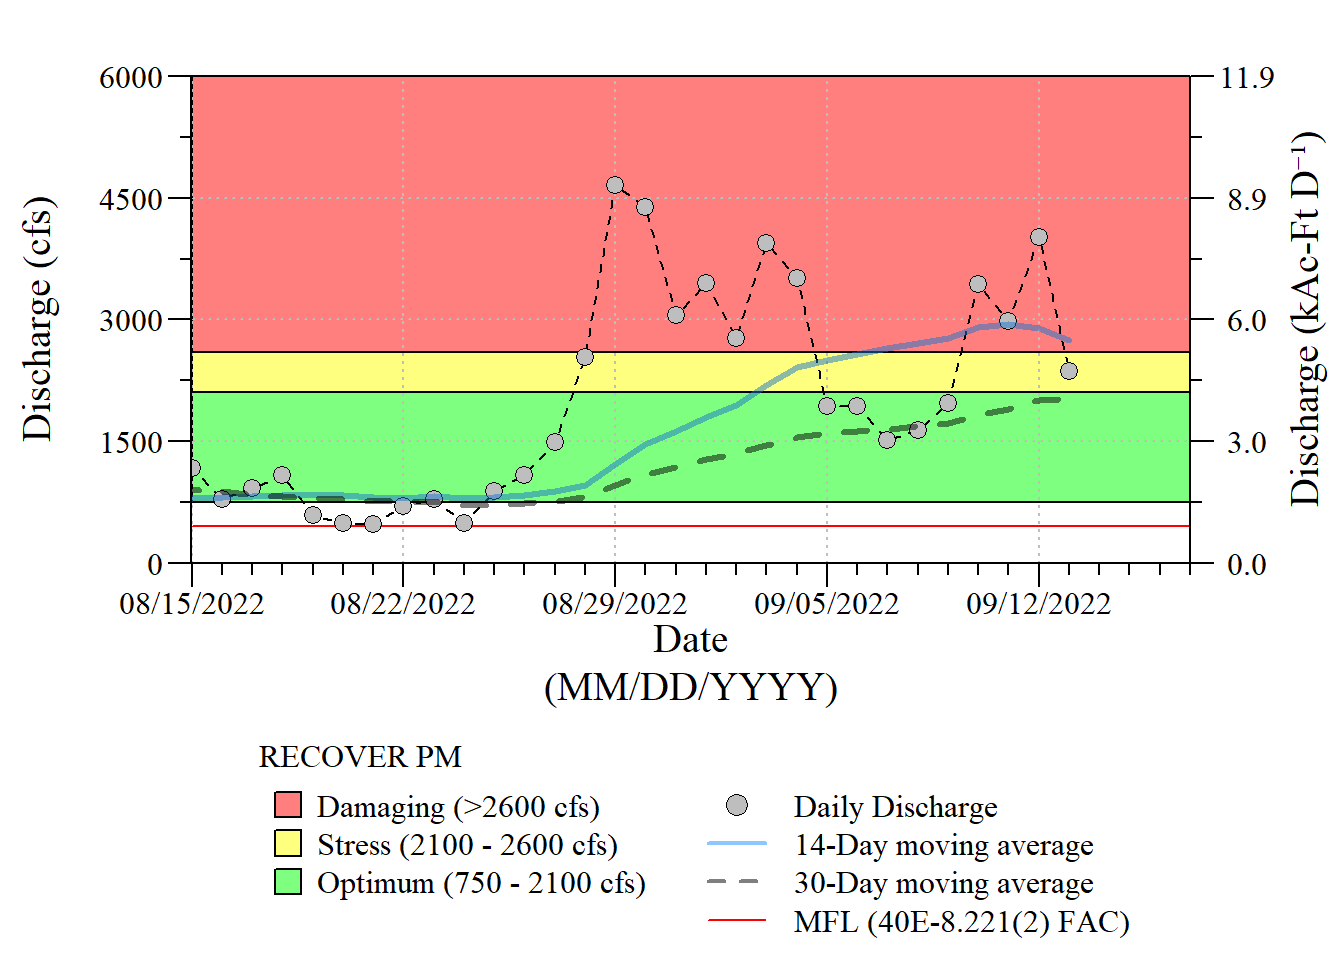 6000
4500
3000
1500
0
Discharge (cfs)
11.9
8.9
6.0
3.0
0.0
Discharge (kAc-Ft D⁻¹)
08/15/2022 08/22/2022 08/29/2022 09/05/2022 09/12/2022
Date
(MM/DD/YYYY)
RECOVER PM
Damaging (>2600 cfs)
Stress (2100 - 2600 cfs)
Optimum (750 - 2100 cfs)
Daily Discharge
14-Day moving average
30-Day moving average
MFL (40E-8.221(2) FAC)